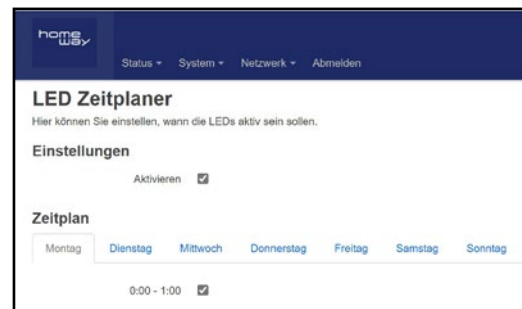 home
way
Status System Netzwerk Abmelden
LED Zeitplaner
Hier können Sie einstellen, wann die LEDs aktiv sein sollen.
Einstellungen
Aktivieren
Zeitplan
Montag Dienstag Mittwoch Donnerstag Freitag Samstag Sonntag
0:00 - 1:00